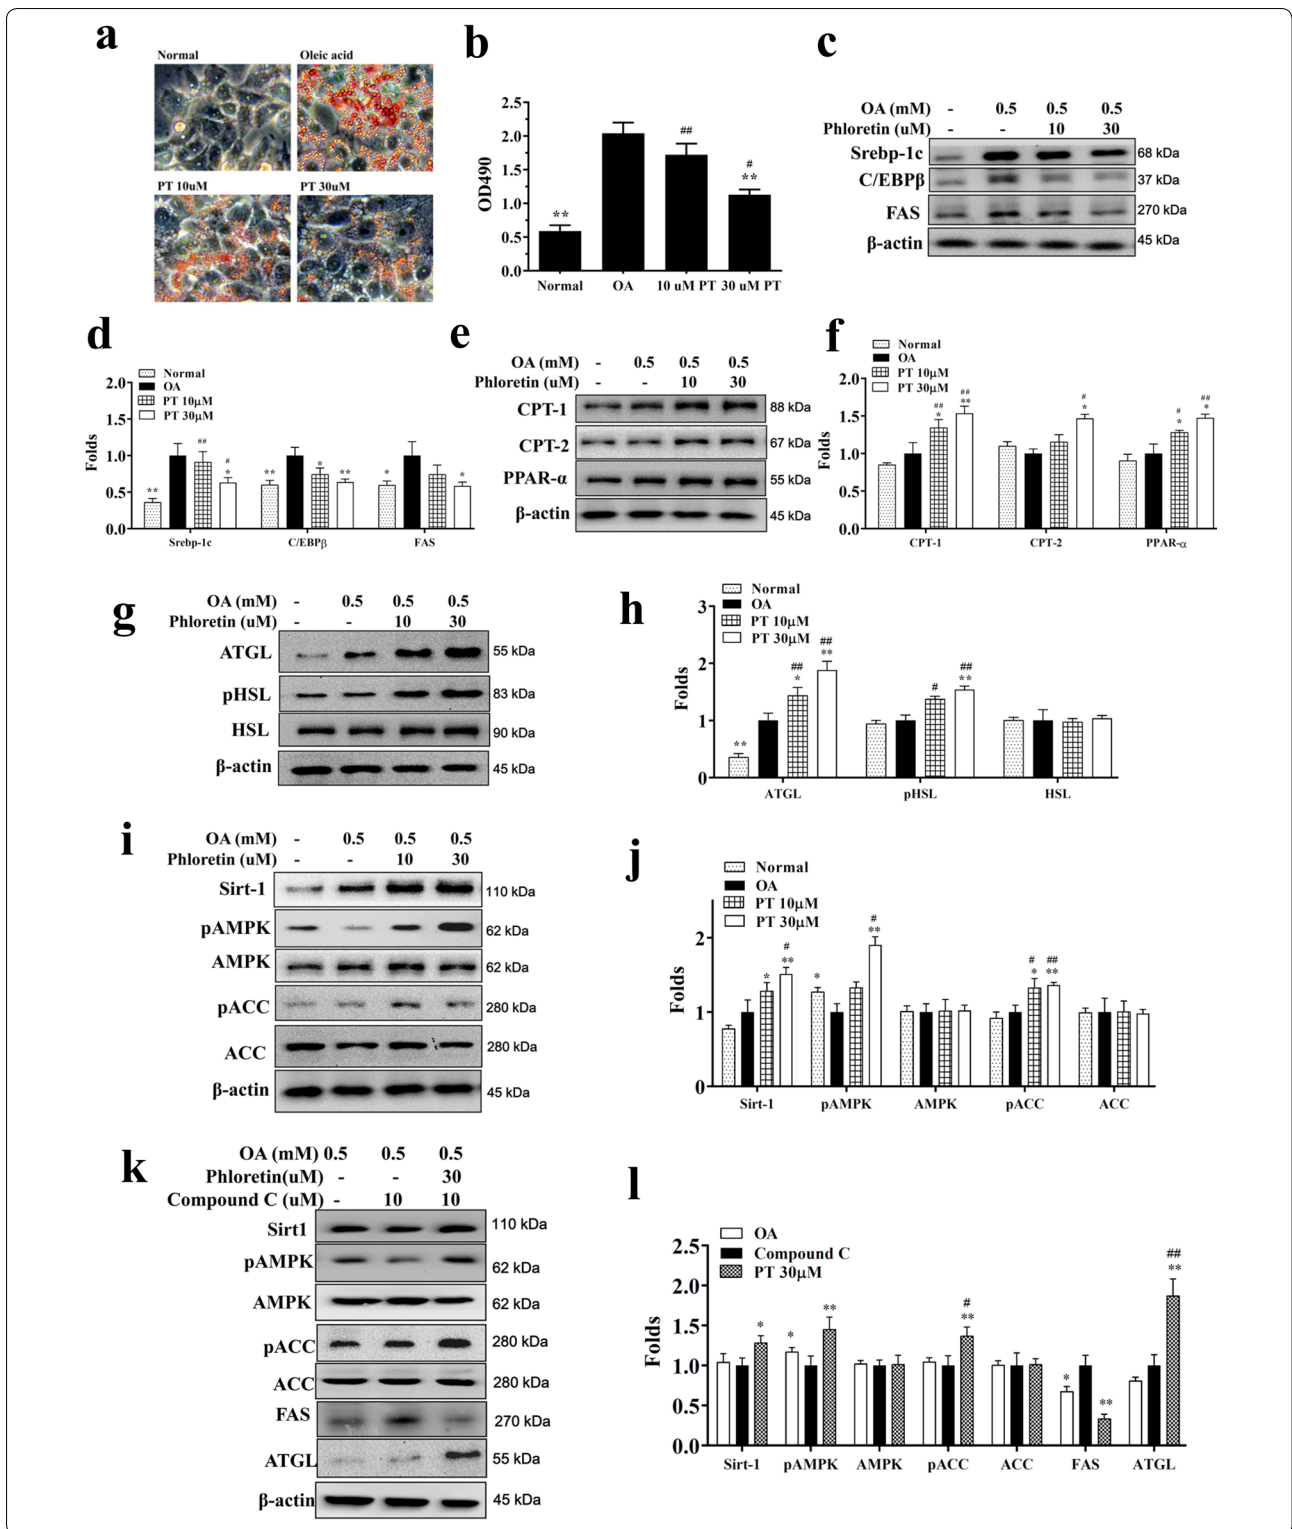 a
Normal
Oleic acid
PT 10uM
PT 30uM
b
OD490
2.5
2.0
1.5
1.0
0.5
0.0
**
##
#
**
Normal OA 10 uM PT 30 uM PT
c
OA (mM) - 0.5 0.5 0.5
Phloretin (uM) - - 10 30
Srebp-1c 68 kDa
C/EBPβ 37 kDa
FAS 270 kDa
β-actin 45 kDa
d
Normal
OA
PT 10μM
PT 30μM
Folds
2.0
1.5
1.0
0.5
0.0
** ## # * ** * ** * *
Srebp-1c C/EBPβ FAS
e
OA (mM) - 0.5 0.5 0.5
Phloretin (uM) - - 10 30
CPT-1 88 kDa
CPT-2 67 kDa
PPAR-α 55 kDa
β-actin 45 kDa
f
Normal
OA
PT 10μM
PT 30μM
Folds
2.0
1.5
1.0
0.5
0.0
## ## # # ##
* ** * * *
CPT-1 CPT-2 PPAR-α
g
OA (mM) - 0.5 0.5 0.5
Phloretin (uM) - - 10 30
ATGL 55 kDa
pHSL 83 kDa
HSL 90 kDa
β-actin 45 kDa
h
Normal
OA
PT 10μM
PT 30μM
Folds
3
2
1
0
** ## * ## ** # ## **
ATGL pHSL HSL
i
OA (mM) - 0.5 0.5 0.5
Phloretin (uM) - - 10 30
Sirt-1 110 kDa
pAMPK 62 kDa
AMPK 62 kDa
pACC 280 kDa
ACC 280 kDa
β-actin 45 kDa
j
Normal
OA
PT 10μM
PT 30μM
Folds
2
1
0
* # ** * # ** # * ## **
Sirt-1 pAMPK AMPK pACC ACC
k
OA (mM) 0.5 0.5 0.5
Phloretin(uM) - - 30
Compound C (uM) - 10 10
Sirt1 110 kDa
pAMPK 62 kDa
AMPK 62 kDa
pACC 280 kDa
ACC 280 kDa
FAS 270 kDa
ATGL 55 kDa
β-actin 45 kDa
l
OA
Compound C
PT 30μM
Folds
2.5
2.0
1.5
1.0
0.5
0.0
* * ** # ** * ** ## **
Sirt-1 pAMPK AMPK pACC ACC FAS ATGL